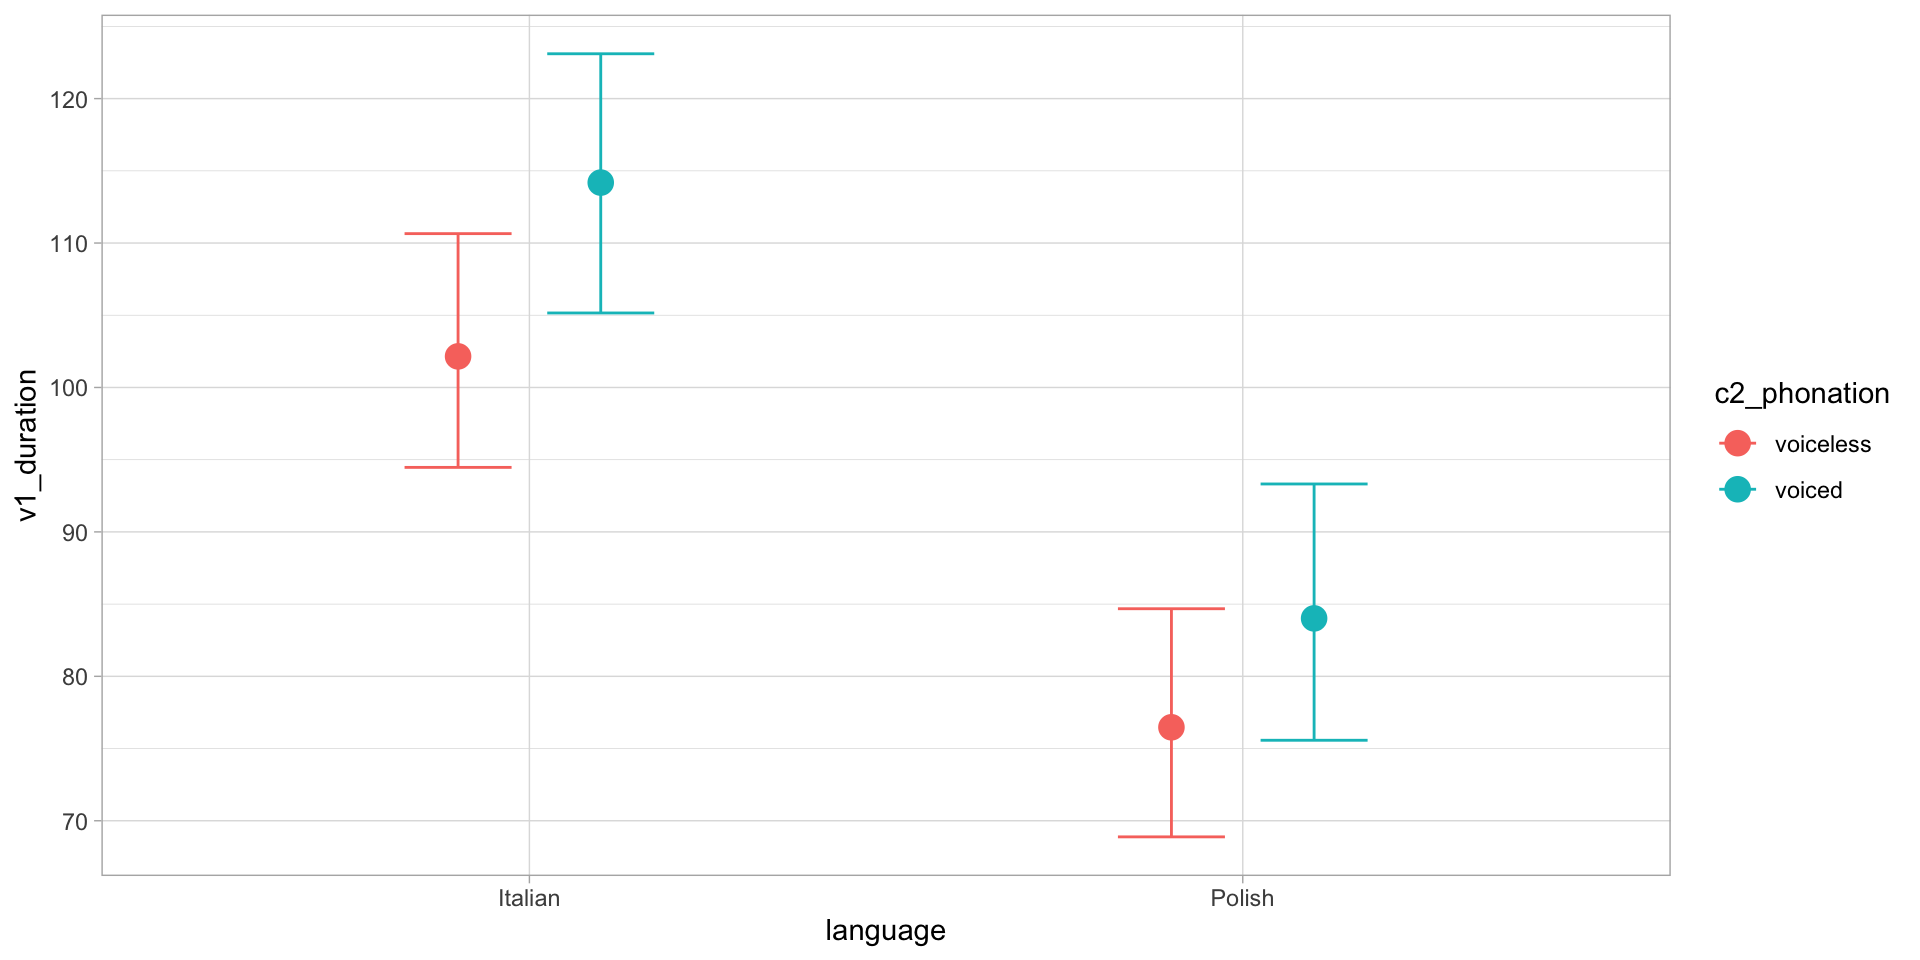 120
110
100
90
80
70
v1_duration
Italian
Polish
language
c2_phonation
voiceless
voiced